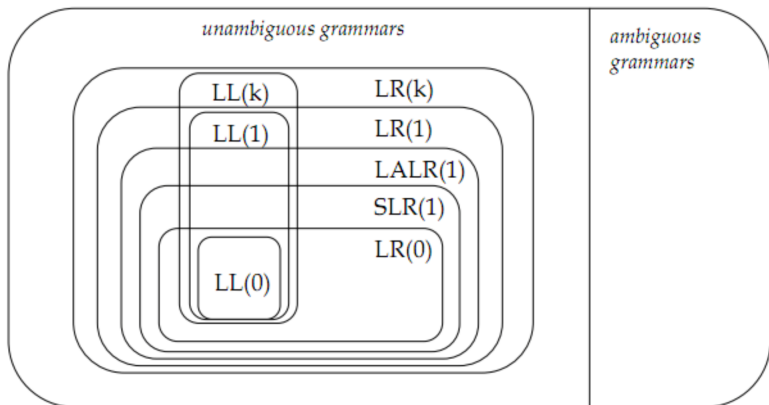 unambiguous grammars
ambiguous
grammars
LL(k)
LR(k)
LL(1)
LR(1)
LALR(1)
SLR(1)
LR(0)
LL(0)